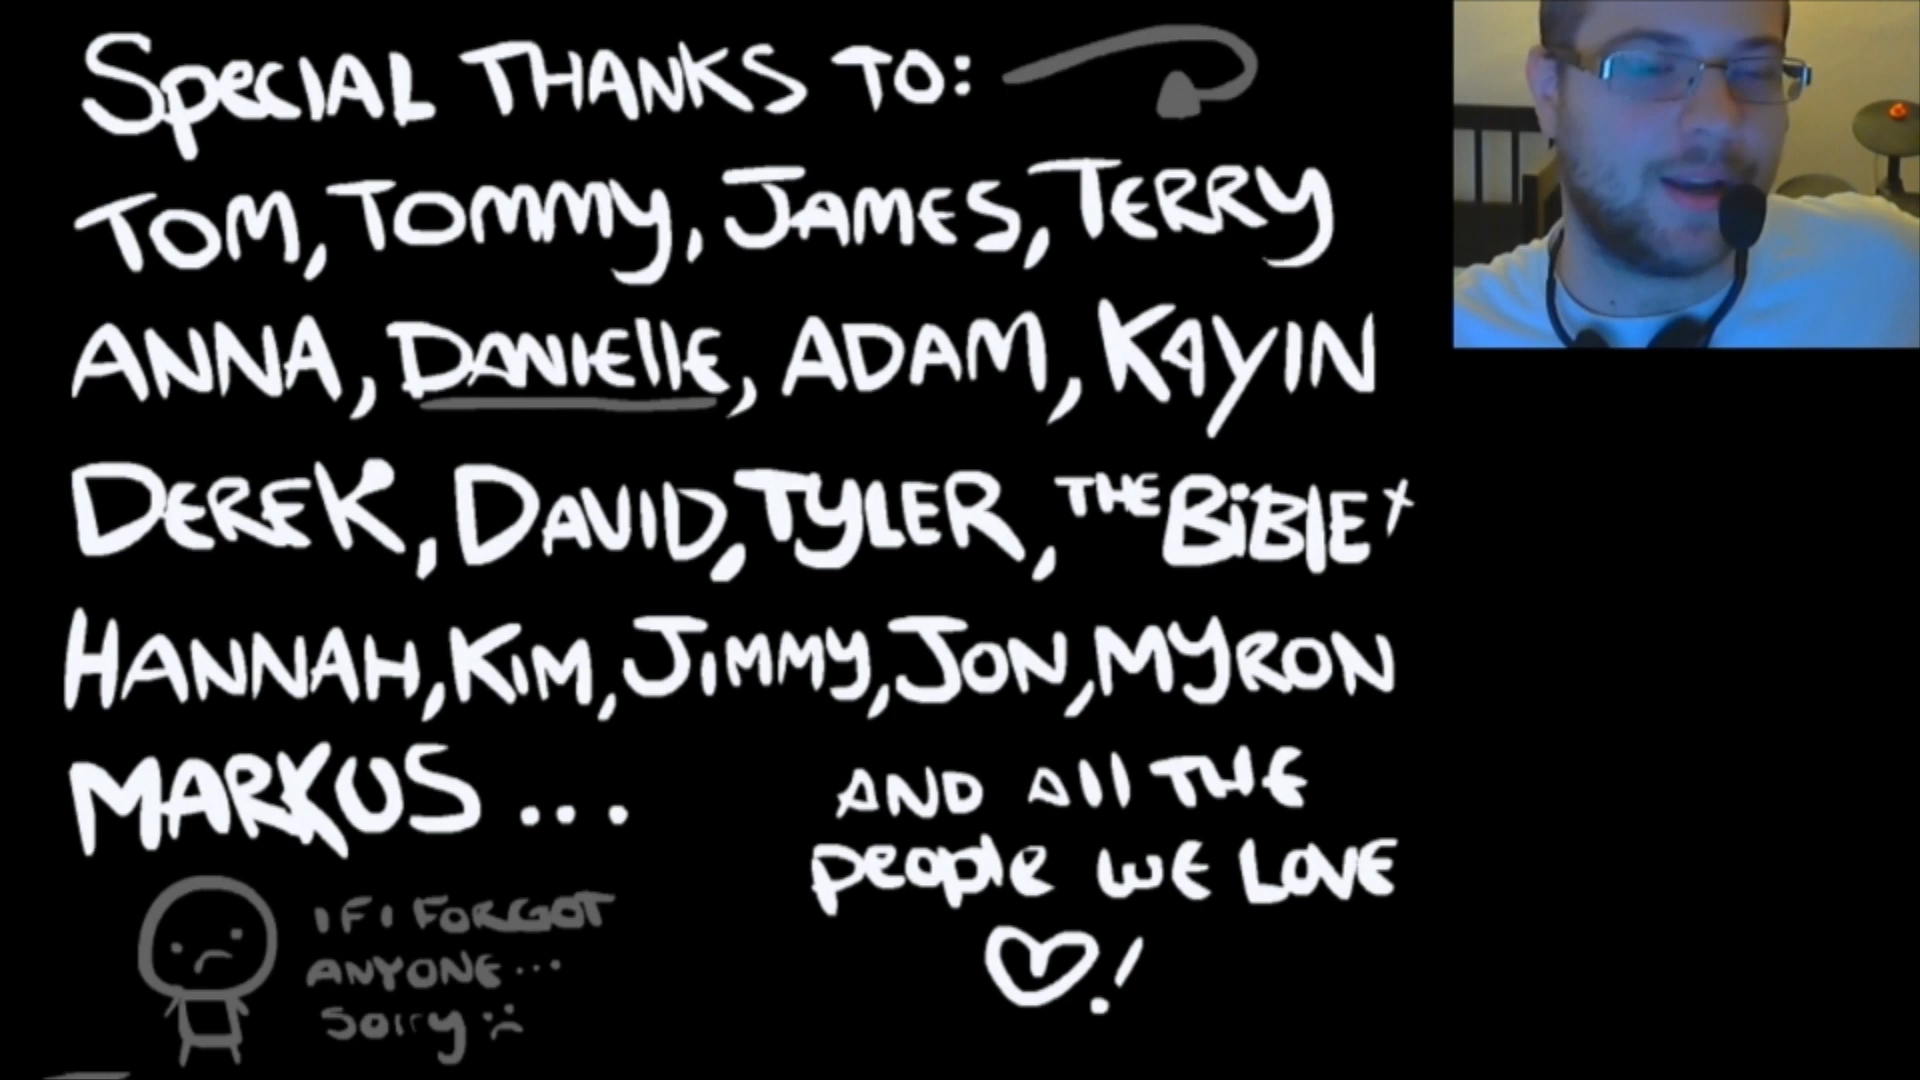 Special THANKS TO:
TOM, TOMMY, JAMES, TERRY
ANNA, DANIElle, ADAM, KAYIN
DEREK, DAVID, TYLER, THE BiBlE
HANNAH, KiM, JiMMY, JON, MYRON
MARKUS...
AND All THE
people WE LOVE
♡!
IF I FORGOT
ANYONE...
Sorry :(